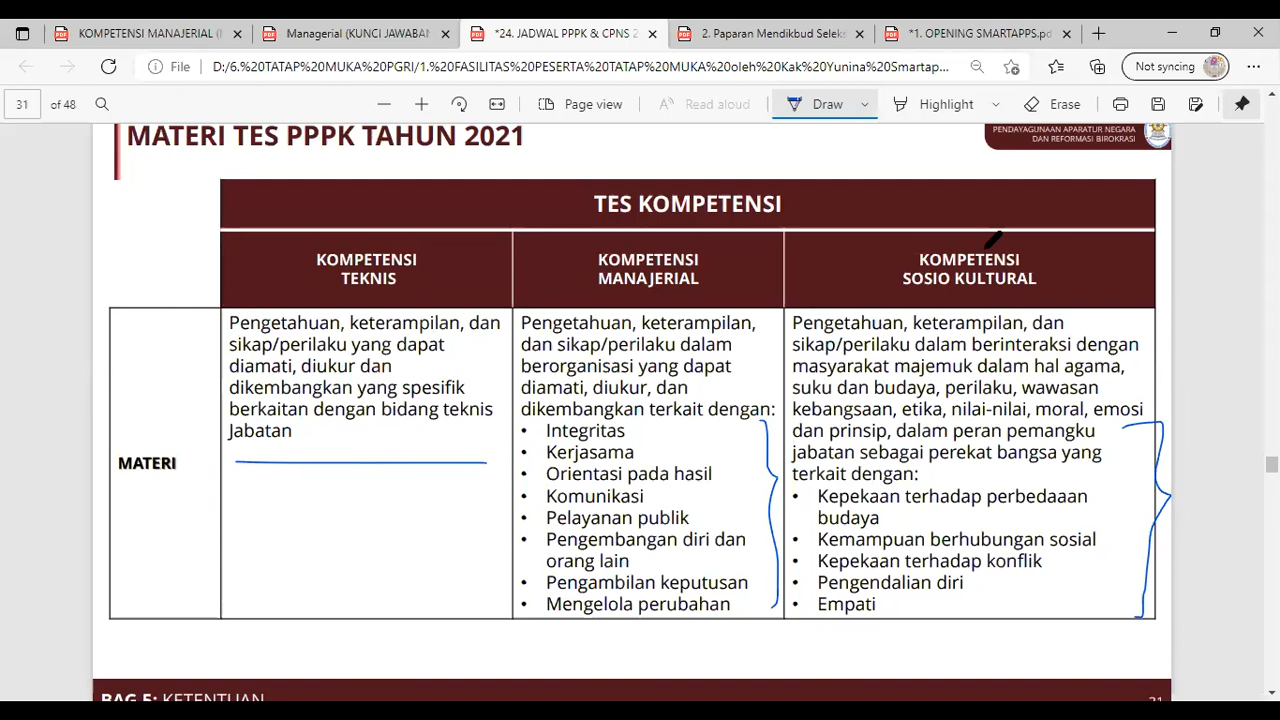 KOMPETENSI MANAJERIAL (I
Managerial (KUNCI JAWABAN
*24. JADWAL PPPK & CPNS 2
2. Paparan Mendikbud Seleks
*1. OPENING SMARTAPPS.pd
File
D:/6.%20TATAP%20MUKA%20PGRI/1.%20FASILITAS%20PESERTA%20TATAP%20MUKA%20oleh%20Kak%20Yunina%20Smartap...
Not syncing
31 of 48
Page view
Read aloud
Draw
Highlight
Erase
MATERI TES PPPK TAHUN 2021
PENDAYAGUNAAN APARATUR NEGARA
DAN REFORMASI BIROKRASI
TES KOMPETENSI
KOMPETENSI
TEKNIS
KOMPETENSI
MANAJERIAL
KOMPETENSI
SOSIO KULTURAL
MATERI
Pengetahuan, keterampilan, dan
sikap/perilaku yang dapat
diamati, diukur dan
dikembangkan yang spesifik
berkaitan dengan bidang teknis
Jabatan
Pengetahuan, keterampilan,
dan sikap/perilaku dalam
berorganisasi yang dapat
diamati, diukur, dan
dikembangkan terkait dengan:
• Integritas
• Kerjasama
• Orientasi pada hasil
• Komunikasi
• Pelayanan publik
• Pengembangan diri dan
orang lain
• Pengambilan keputusan
• Mengelola perubahan
Pengetahuan, keterampilan, dan
sikap/perilaku dalam berinteraksi dengan
masyarakat majemuk dalam hal agama,
suku dan budaya, perilaku, wawasan
kebangsaan, etika, nilai-nilai, moral, emosi
dan prinsip, dalam peran pemangku
jabatan sebagai perekat bangsa yang
terkait dengan:
• Kepekaan terhadap perbedaaan
budaya
• Kemampuan berhubungan sosial
• Kepekaan terhadap konflik
• Pengendalian diri
• Empati
BAG 5: KETENTUAN
31